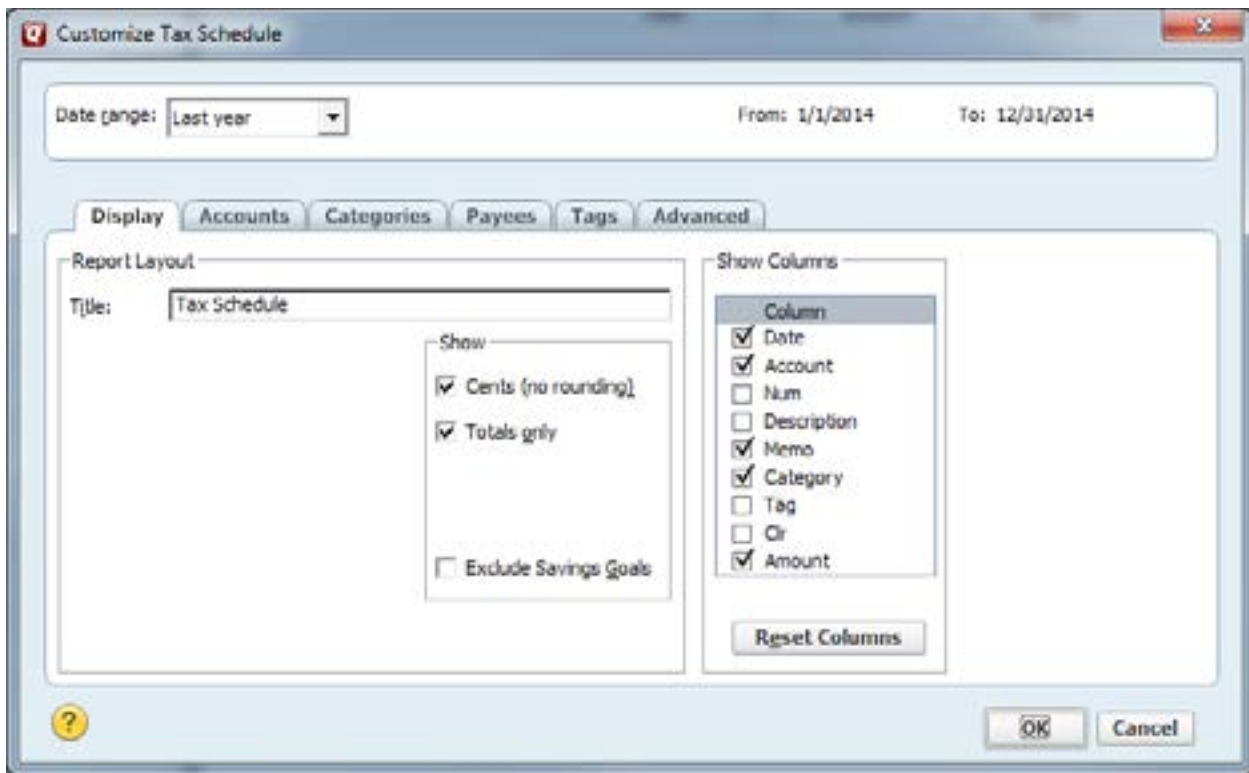 Customize Tax Schedule
Date range: Last year From: 1/1/2014 To: 12/31/2014
Display Accounts Categories Payees Tags Advanced
Report Layout
Title: Tax Schedule
Show
Cents (no rounding)
Totals only
Exclude Savings Goals
Show Columns
Column
Date
Account
Num
Description
Memo
Category
Tag
Clr
Amount
Reset Columns
?
OK Cancel